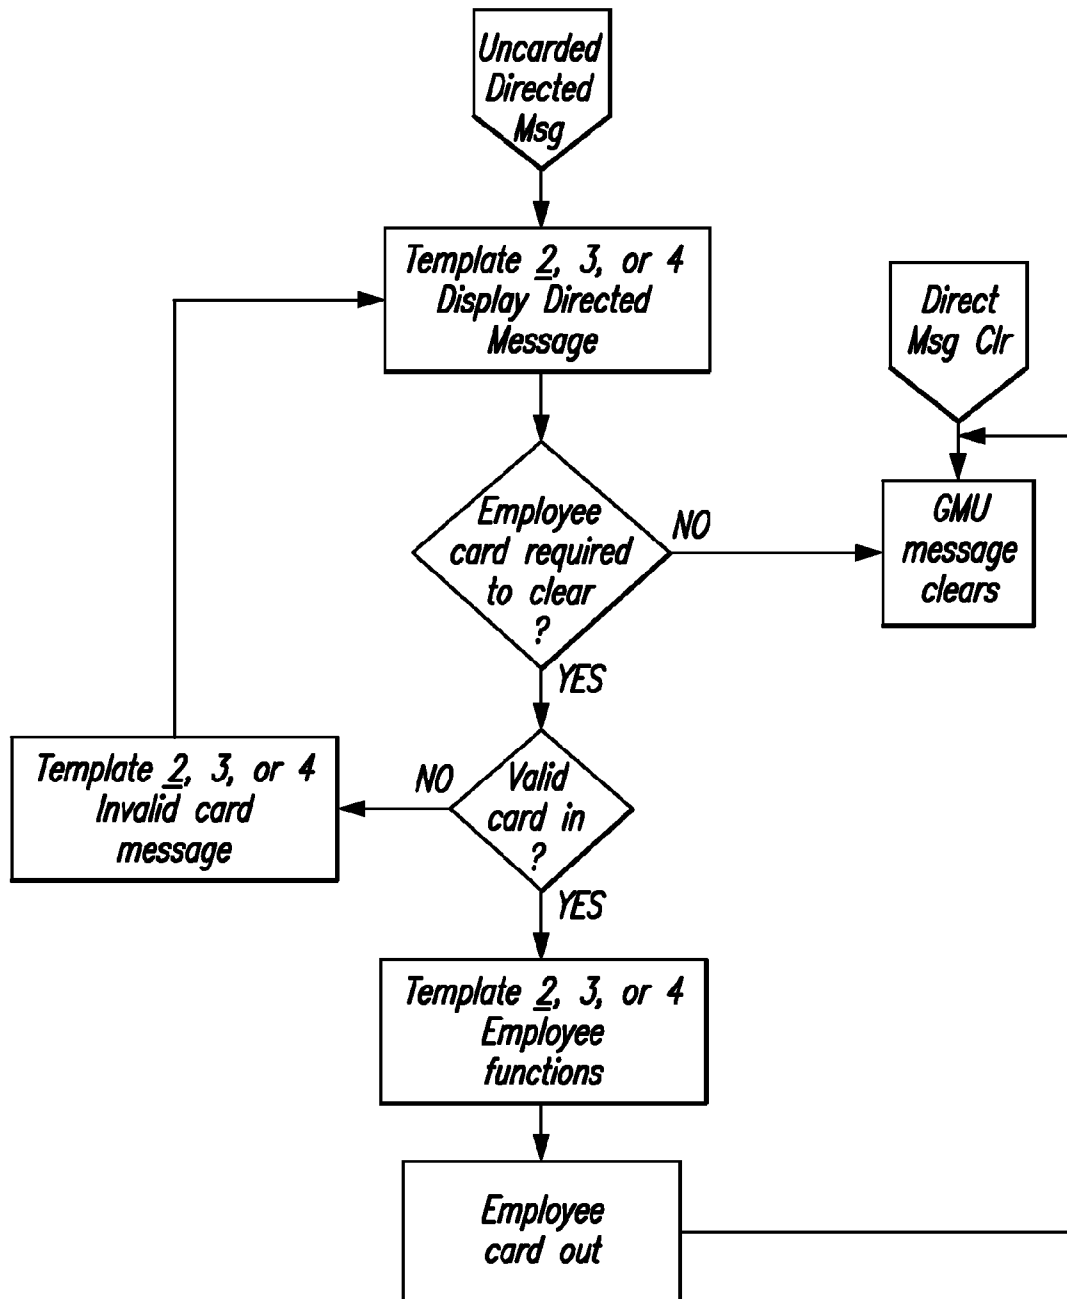 Uncarded
Directed
Msg
Template 2, 3, or 4
Display Directed
Message
Direct
Msg Clr
Employee
card required
to clear
?
NO
GMU
message
clears
YES
Template 2, 3, or 4
Invalid card
message
NO
Valid
card in
?
YES
Template 2, 3, or 4
Employee
functions
Employee
card out